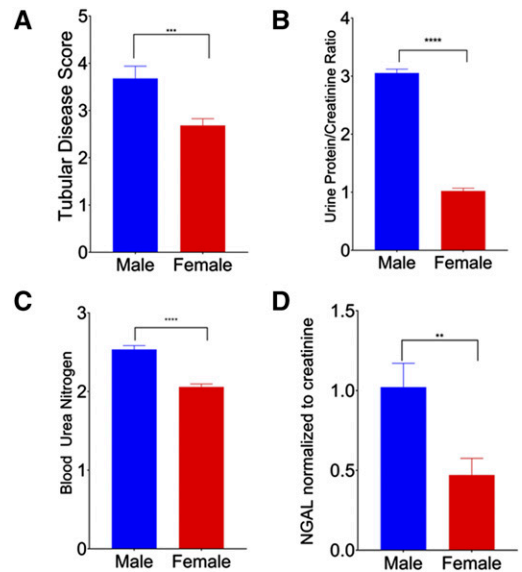 A
Tubular Disease Score
5
4
3
2
1
0
***
Male Female
B
Urine Protein/Creatinine Ratio
4
3
2
1
0
****
Male Female
C
Blood Urea Nitrogen
3
2
1
0
****
Male Female
D
NGAL normalized to creatinine
1.5
1.0
0.5
0.0
**
Male Female